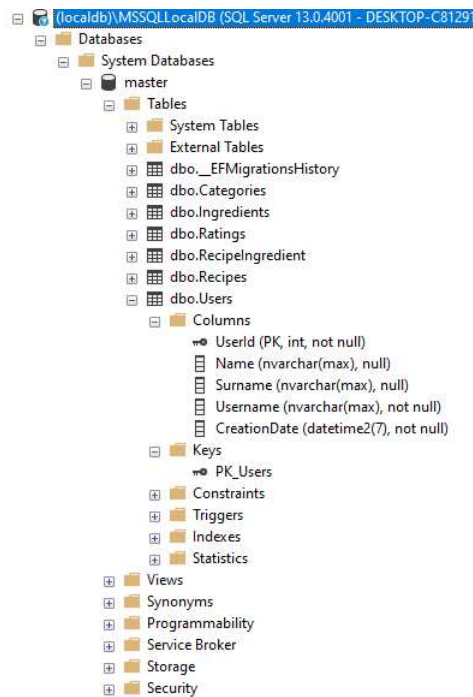 (localdb)\MSSQLLocalDB (SQL Server 13.0.4001 - DESKTOP-C81291
Databases
System Databases
master
Tables
System Tables
External Tables
dbo.__EFMigrationsHistory
dbo.Categories
dbo.Ingredients
dbo.Ratings
dbo.RecipeIngredient
dbo.Recipes
dbo.Users
Columns
UserId (PK, int, not null)
Name (nvarchar(max), null)
Surname (nvarchar(max), null)
Username (nvarchar(max), not null)
CreationDate (datetime2(7), not null)
Keys
PK_Users
Constraints
Triggers
Indexes
Statistics
Views
Synonyms
Programmability
Service Broker
Storage
Security